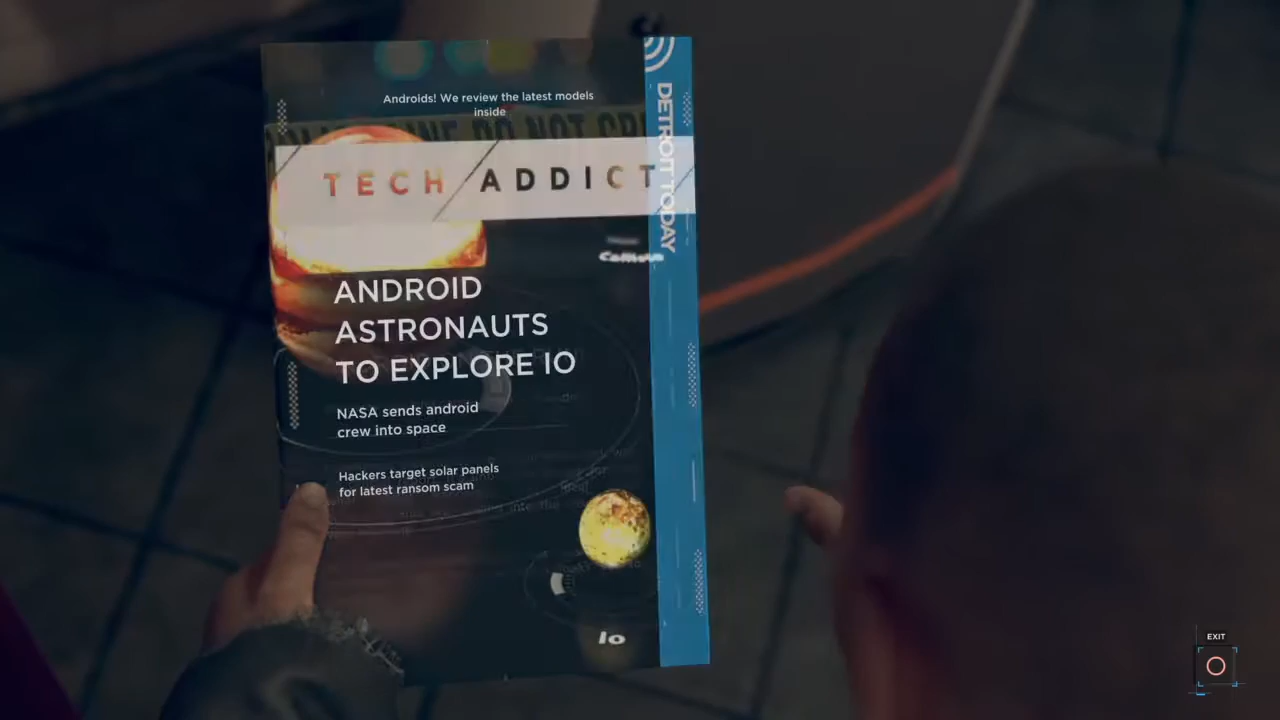 Androids! We review the latest models
inside
TECH ADDICT
DETROIT TODAY
ANDROID
ASTRONAUTS
TO EXPLORE IO
NASA sends android
crew into space
Hackers target solar panels
for latest ransom scam
Io
EXIT